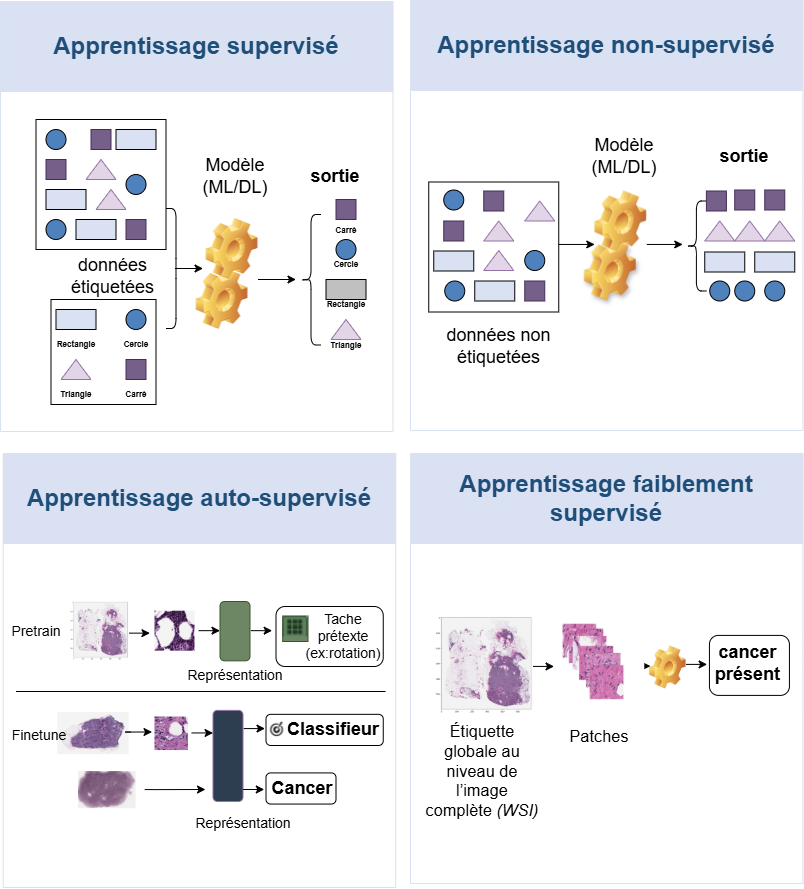 Apprentissage supervisé
Modèle
(ML/DL)
sortie
Carré
Cercle
Rectangle
Triangle
données
étiquetées
Rectangle
Cercle
Triangle
Carré
Apprentissage non-supervisé
Modèle
(ML/DL)
sortie
données non
étiquetées
Apprentissage auto-supervisé
Pretrain
Tache
prétexte
(ex:rotation)
Représentation
Finetune
Classifieur
Cancer
Représentation
Apprentissage faiblement
supervisé
cancer
présent
Étiquette
globale au
niveau de
l’image
complète (WSI)
Patches